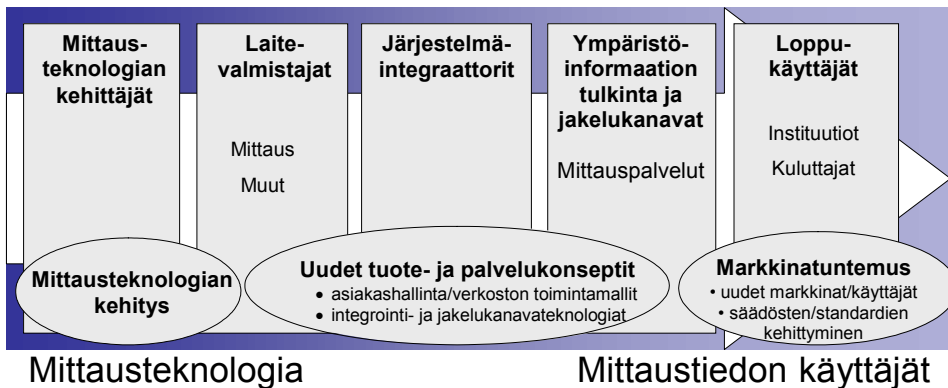 Mittaus-
teknologian
kehittäjät
Laite-
valmistajat
Mittaus
Muut
Järjestelmä-
integraattorit
Ympäristö-
informaation
tulkinta ja
jakelukanavat
Mittauspalvelut
Loppu-
käyttäjät
Instituutiot
Kuluttajat
Mittausteknologian
kehitys
Uudet tuote- ja palvelukonseptit
• asiakashallinta/verkoston toimintamallit
• integrointi- ja jakelukanavateknologiat
Markkinatuntemus
• uudet markkinat/käyttäjät
• säädösten/standardien
kehittyminen
Mittausteknologia
Mittaustiedon käyttäjät